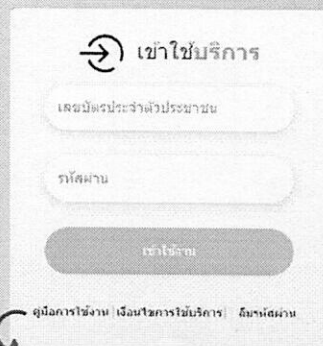 เข้าใช้บริการ
เลขบัตรประจำตัวประชาชน
รหัสผ่าน
เข้าใช้งาน
คู่มือการใช้งาน |เงื่อนไขการใช้บริการ| ลืมรหัสผ่าน